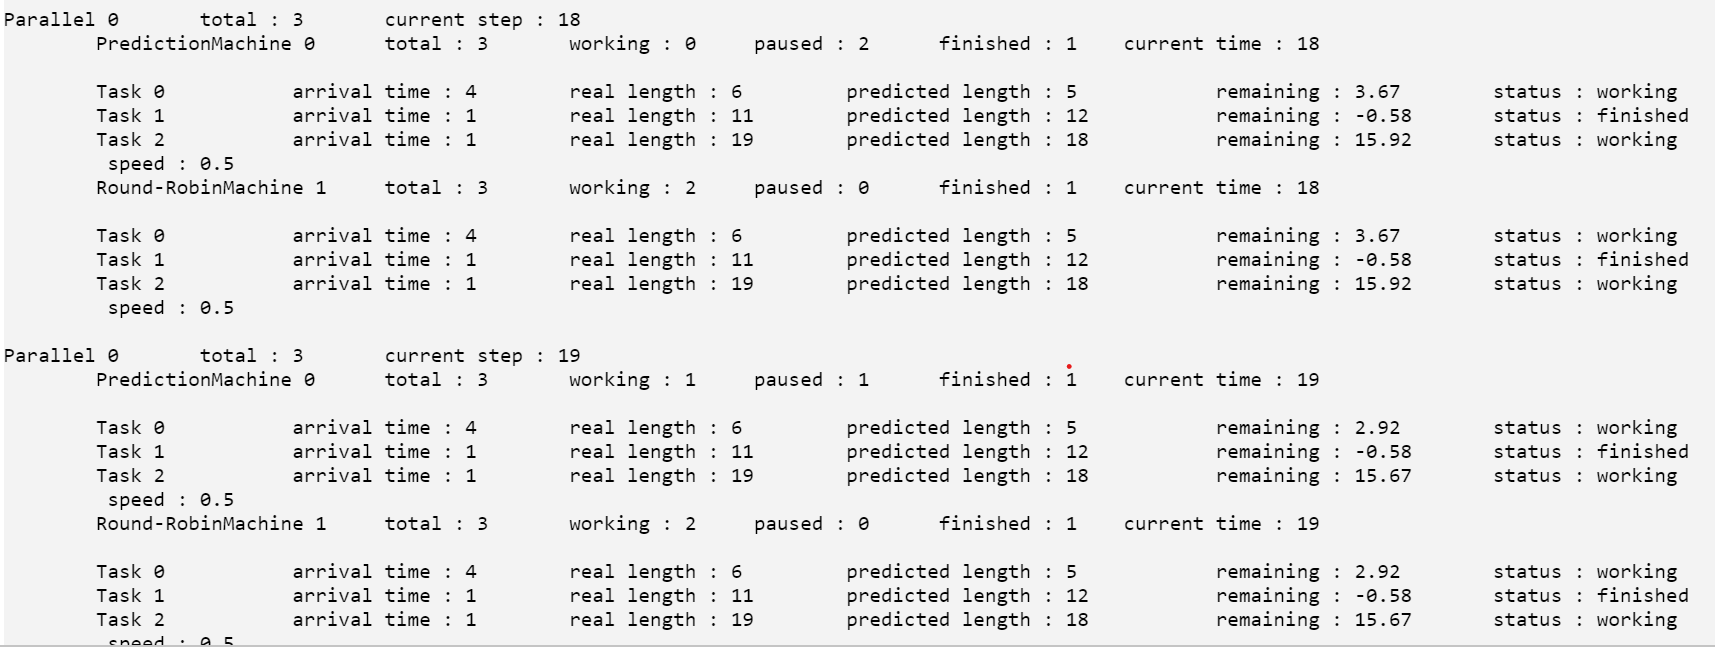 Parallel 0 total : 3 current step : 18
PredictionMachine 0 total : 3 working : 0 paused : 2 finished : 1 current time : 18
Task 0 arrival time : 4 real length : 6 predicted length : 5 remaining : 3.67 status : working
Task 1 arrival time : 1 real length : 11 predicted length : 12 remaining : -0.58 status : finished
Task 2 arrival time : 1 real length : 19 predicted length : 18 remaining : 15.92 status : working
speed : 0.5
Round-RobinMachine 1 total : 3 working : 2 paused : 0 finished : 1 current time : 18
Task 0 arrival time : 4 real length : 6 predicted length : 5 remaining : 3.67 status : working
Task 1 arrival time : 1 real length : 11 predicted length : 12 remaining : -0.58 status : finished
Task 2 arrival time : 1 real length : 19 predicted length : 18 remaining : 15.92 status : working
speed : 0.5
Parallel 0 total : 3 current step : 19
PredictionMachine 0 total : 3 working : 1 paused : 1 finished : 1 current time : 19
Task 0 arrival time : 4 real length : 6 predicted length : 5 remaining : 2.92 status : working
Task 1 arrival time : 1 real length : 11 predicted length : 12 remaining : -0.58 status : finished
Task 2 arrival time : 1 real length : 19 predicted length : 18 remaining : 15.67 status : working
speed : 0.5
Round-RobinMachine 1 total : 3 working : 2 paused : 0 finished : 1 current time : 19
Task 0 arrival time : 4 real length : 6 predicted length : 5 remaining : 2.92 status : working
Task 1 arrival time : 1 real length : 11 predicted length : 12 remaining : -0.58 status : finished
Task 2 arrival time : 1 real length : 19 predicted length : 18 remaining : 15.67 status : working
speed : 0.5